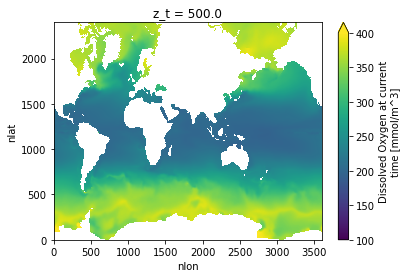 z_t = 500.0
nlat
2000
1500
1000
500
0
0 500 1000 1500 2000 2500 3000 3500
nlon
400
350
300
250
200
150
100
Dissolved Oxygen at current
time [mmol/m^3]